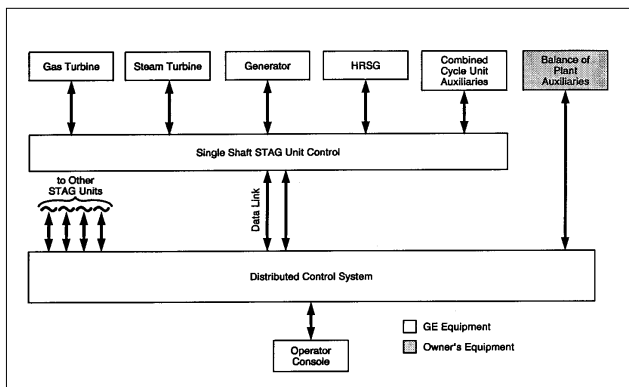 Gas Turbine
Steam Turbine
Generator
HRSG
Combined
Cycle Unit
Auxiliaries
Balance of
Plant
Auxiliaries
Single Shaft STAG Unit Control
to Other
STAG Units
Data Link
Distributed Control System
Operator
Console
GE Equipment
Owner's Equipment